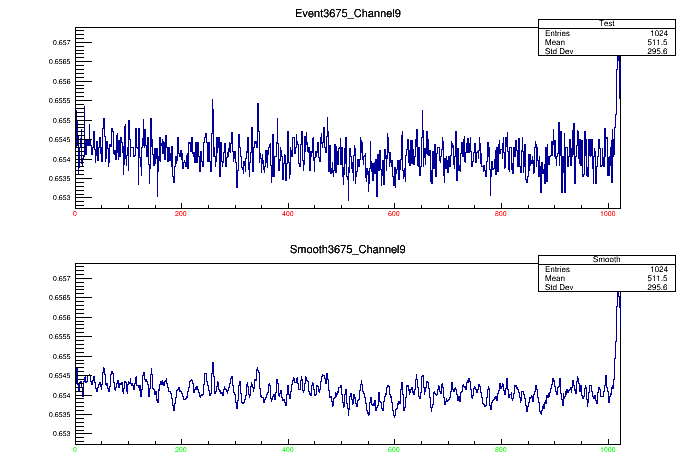 Event3675_Channel9
Test
Entries 1024
Mean 511.5
Std Dev 295.6
0.657
0.6565
0.656
0.6555
0.655
0.6545
0.654
0.6535
0.653
0 200 400 600 800 1000
Smooth3675_Channel9
Smooth
Entries 1024
Mean 511.5
Std Dev 295.6
0.657
0.6565
0.656
0.6555
0.655
0.6545
0.654
0.6535
0.653
0 200 400 600 800 1000